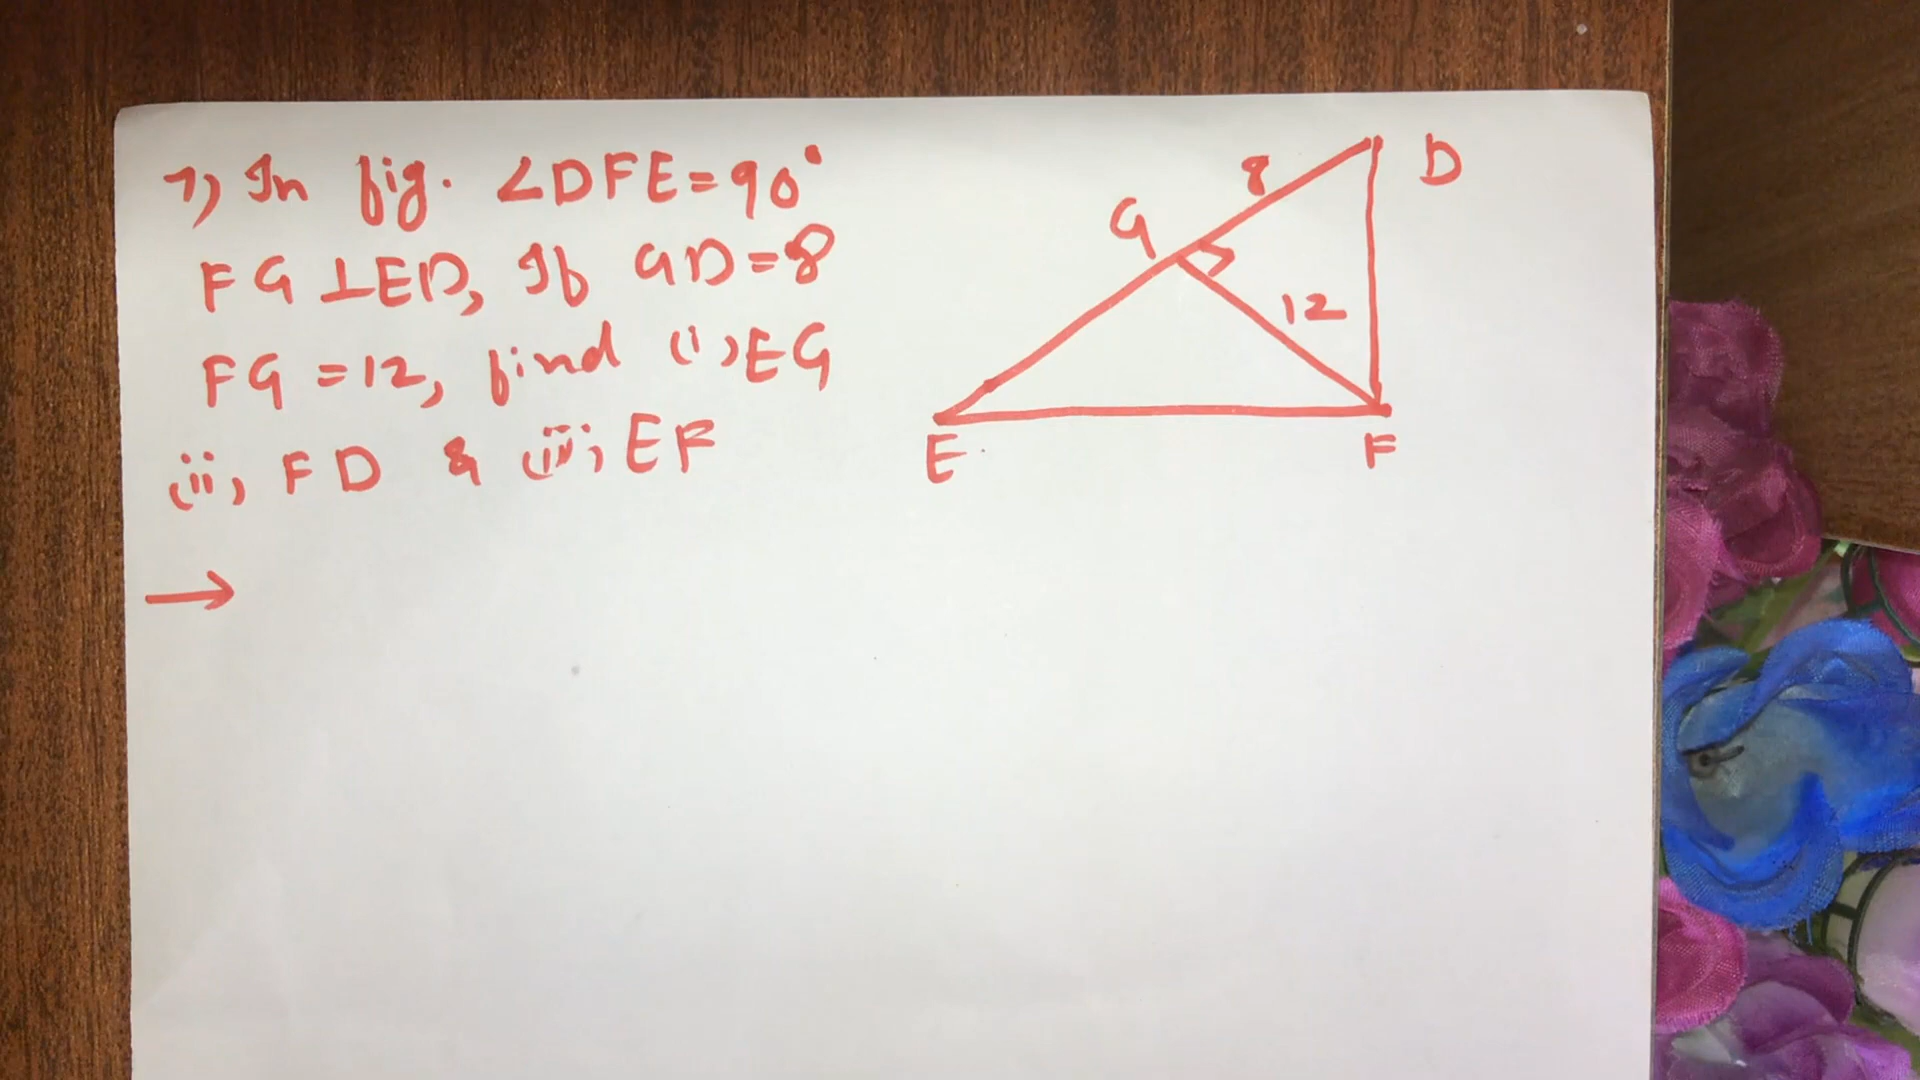 7) In fig. ∠DFE=90°
FG ⊥ED, If GD=8
FG =12, find (i) EG
(ii) FD & (iii) EF
→
D
8
G
12
E
F